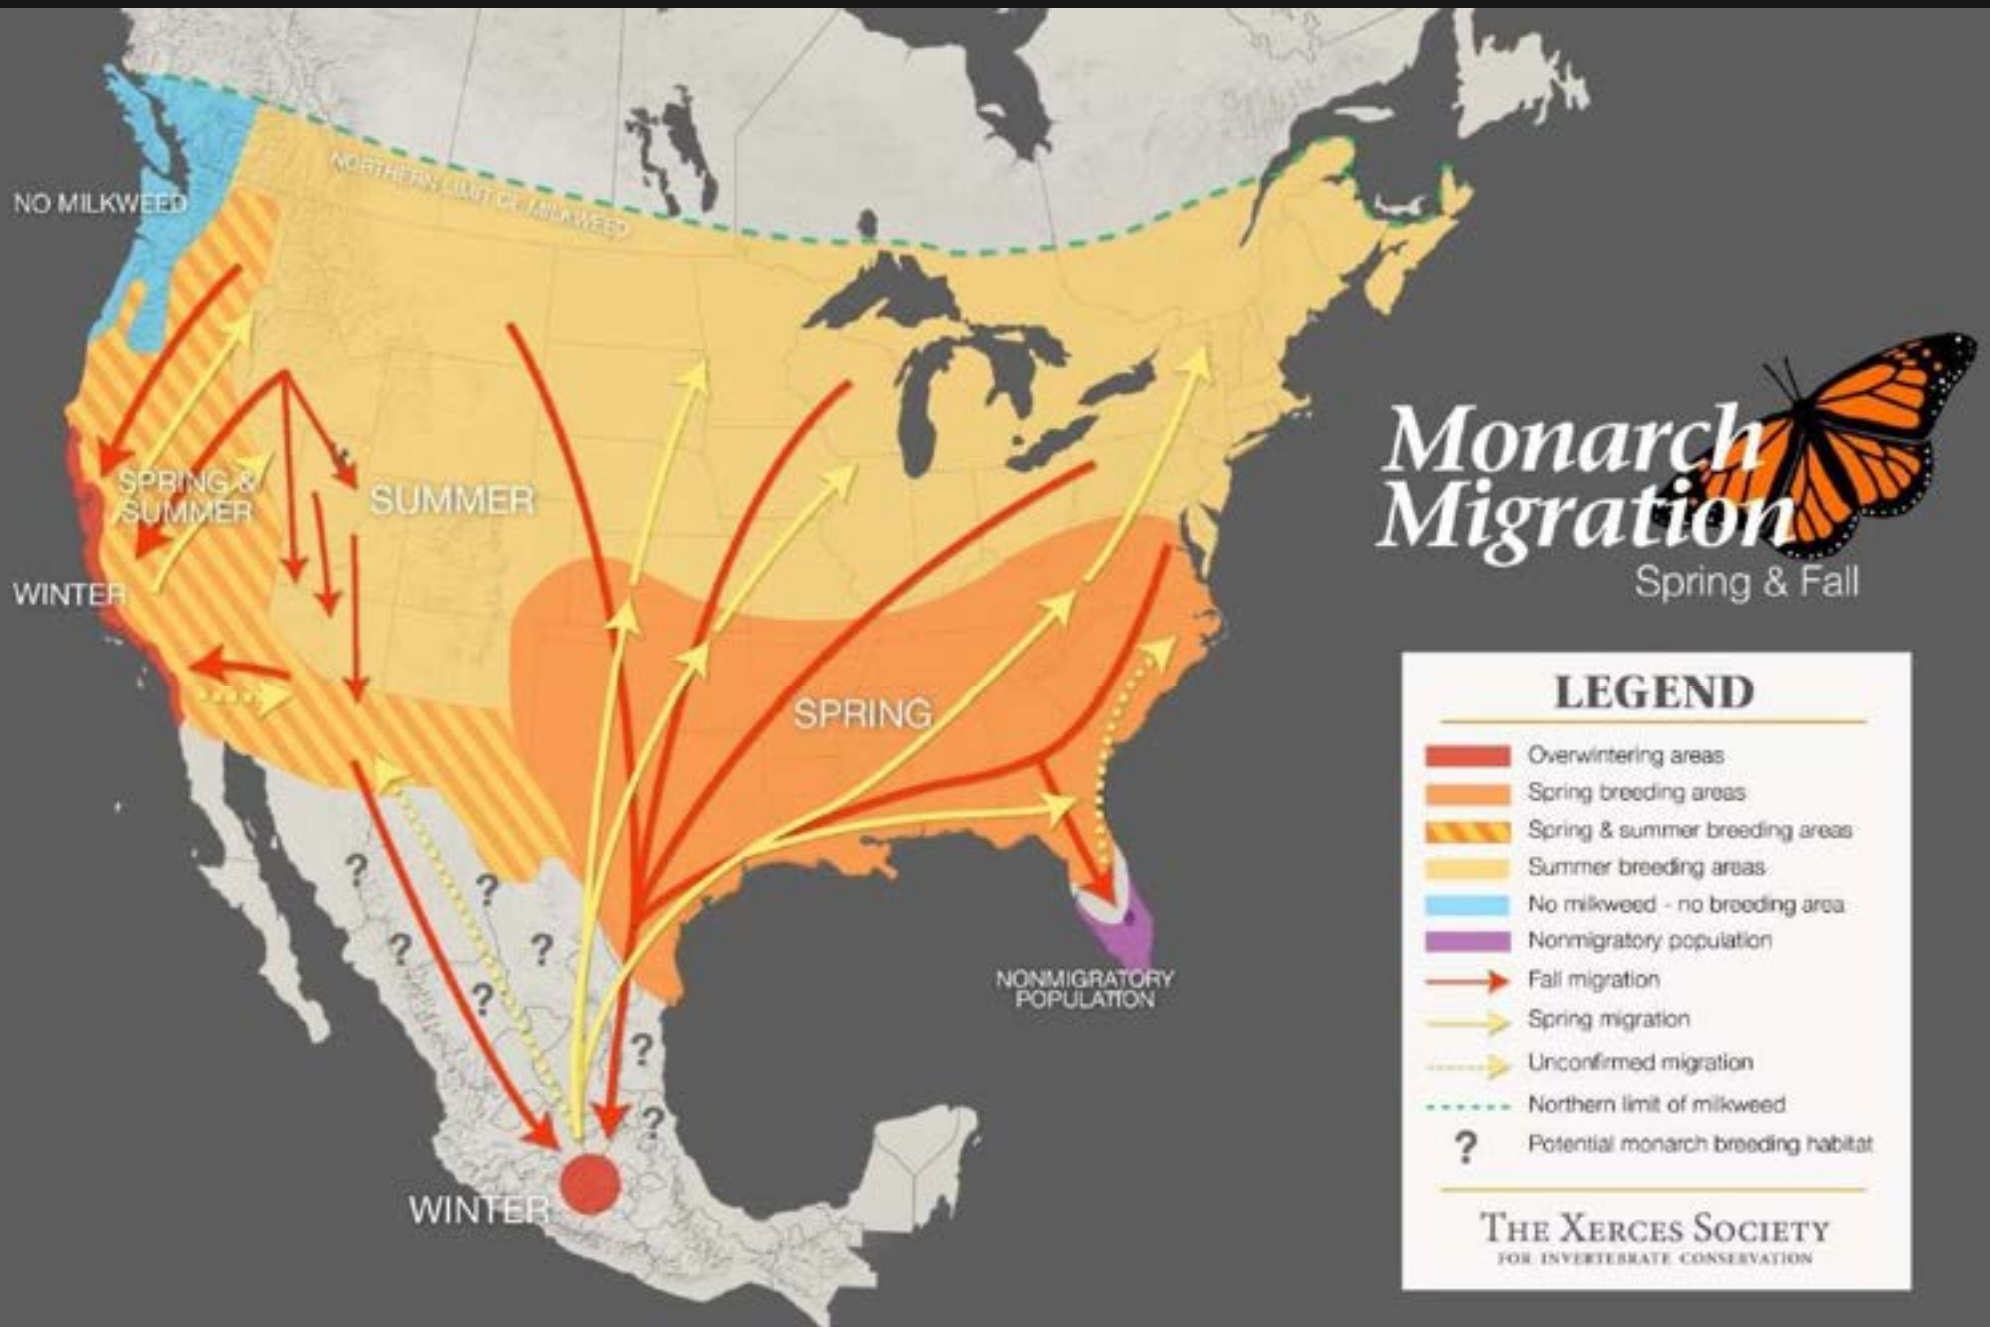 NORTHERN LIMIT OF MILKWEED
NO MILKWEED
SPRING &
SUMMER
SUMMER
WINTER
SPRING
NONMIGRATORY
POPULATION
WINTER
Monarch
Migration
Spring & Fall
LEGEND
Overwintering areas
Spring breeding areas
Spring & summer breeding areas
Summer breeding areas
No milkweed - no breeding area
Nonmigratory population
Fall migration
Spring migration
Unconfirmed migration
Northern limit of milkweed
? Potential monarch breeding habitat
THE XERCES SOCIETY
FOR INVERTEBRATE CONSERVATION
?
?
?
?
?
?
?